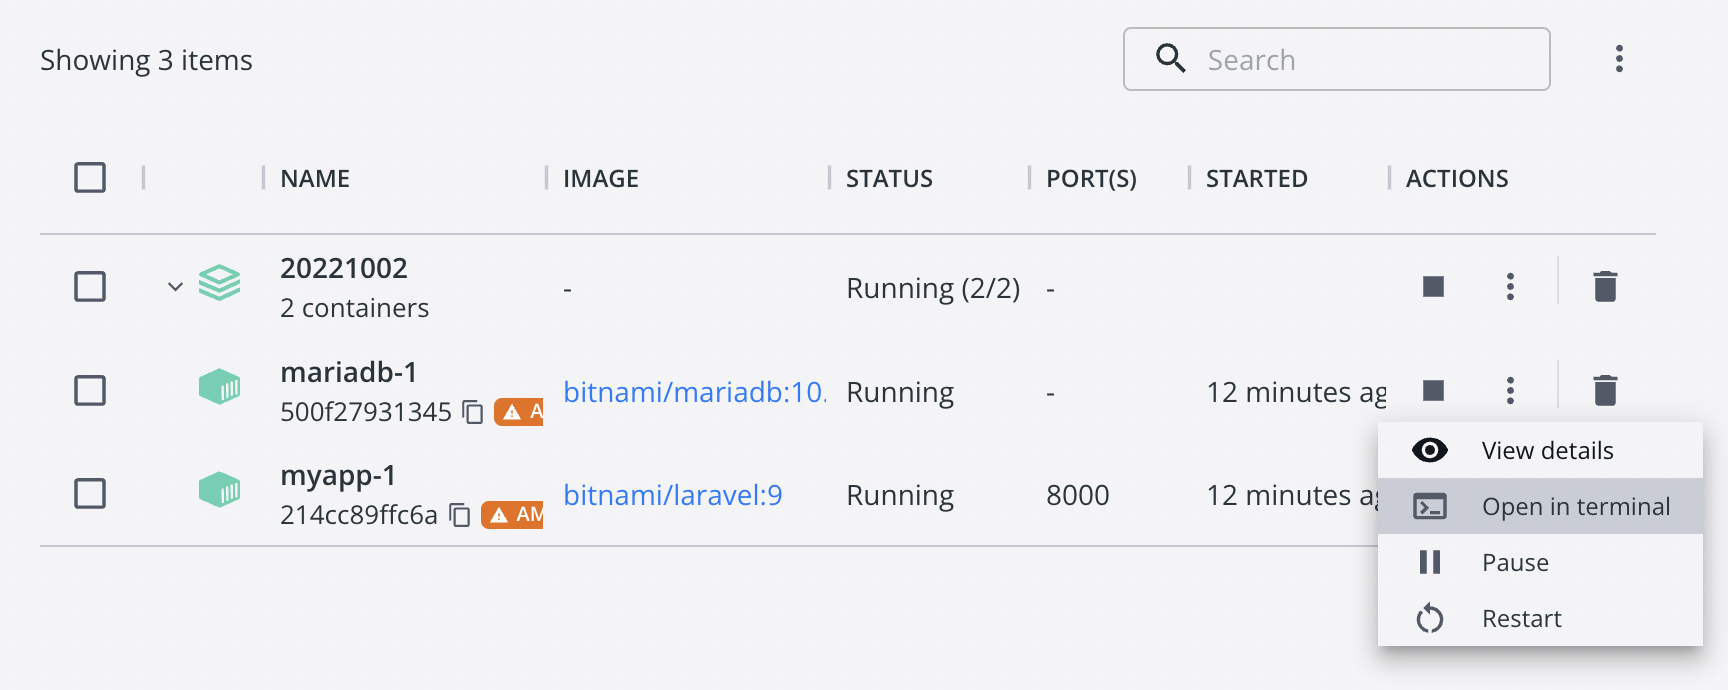 Showing 3 items
Search
NAME IMAGE STATUS PORT(S) STARTED ACTIONS
20221002
2 containers
- Running (2/2) -
mariadb-1
500f27931345 A
bitnami/mariadb:10. Running - 12 minutes ag
myapp-1
214cc89ffc6a AM
bitnami/laravel:9 Running 8000 12 minutes ag
View details
Open in terminal
Pause
Restart